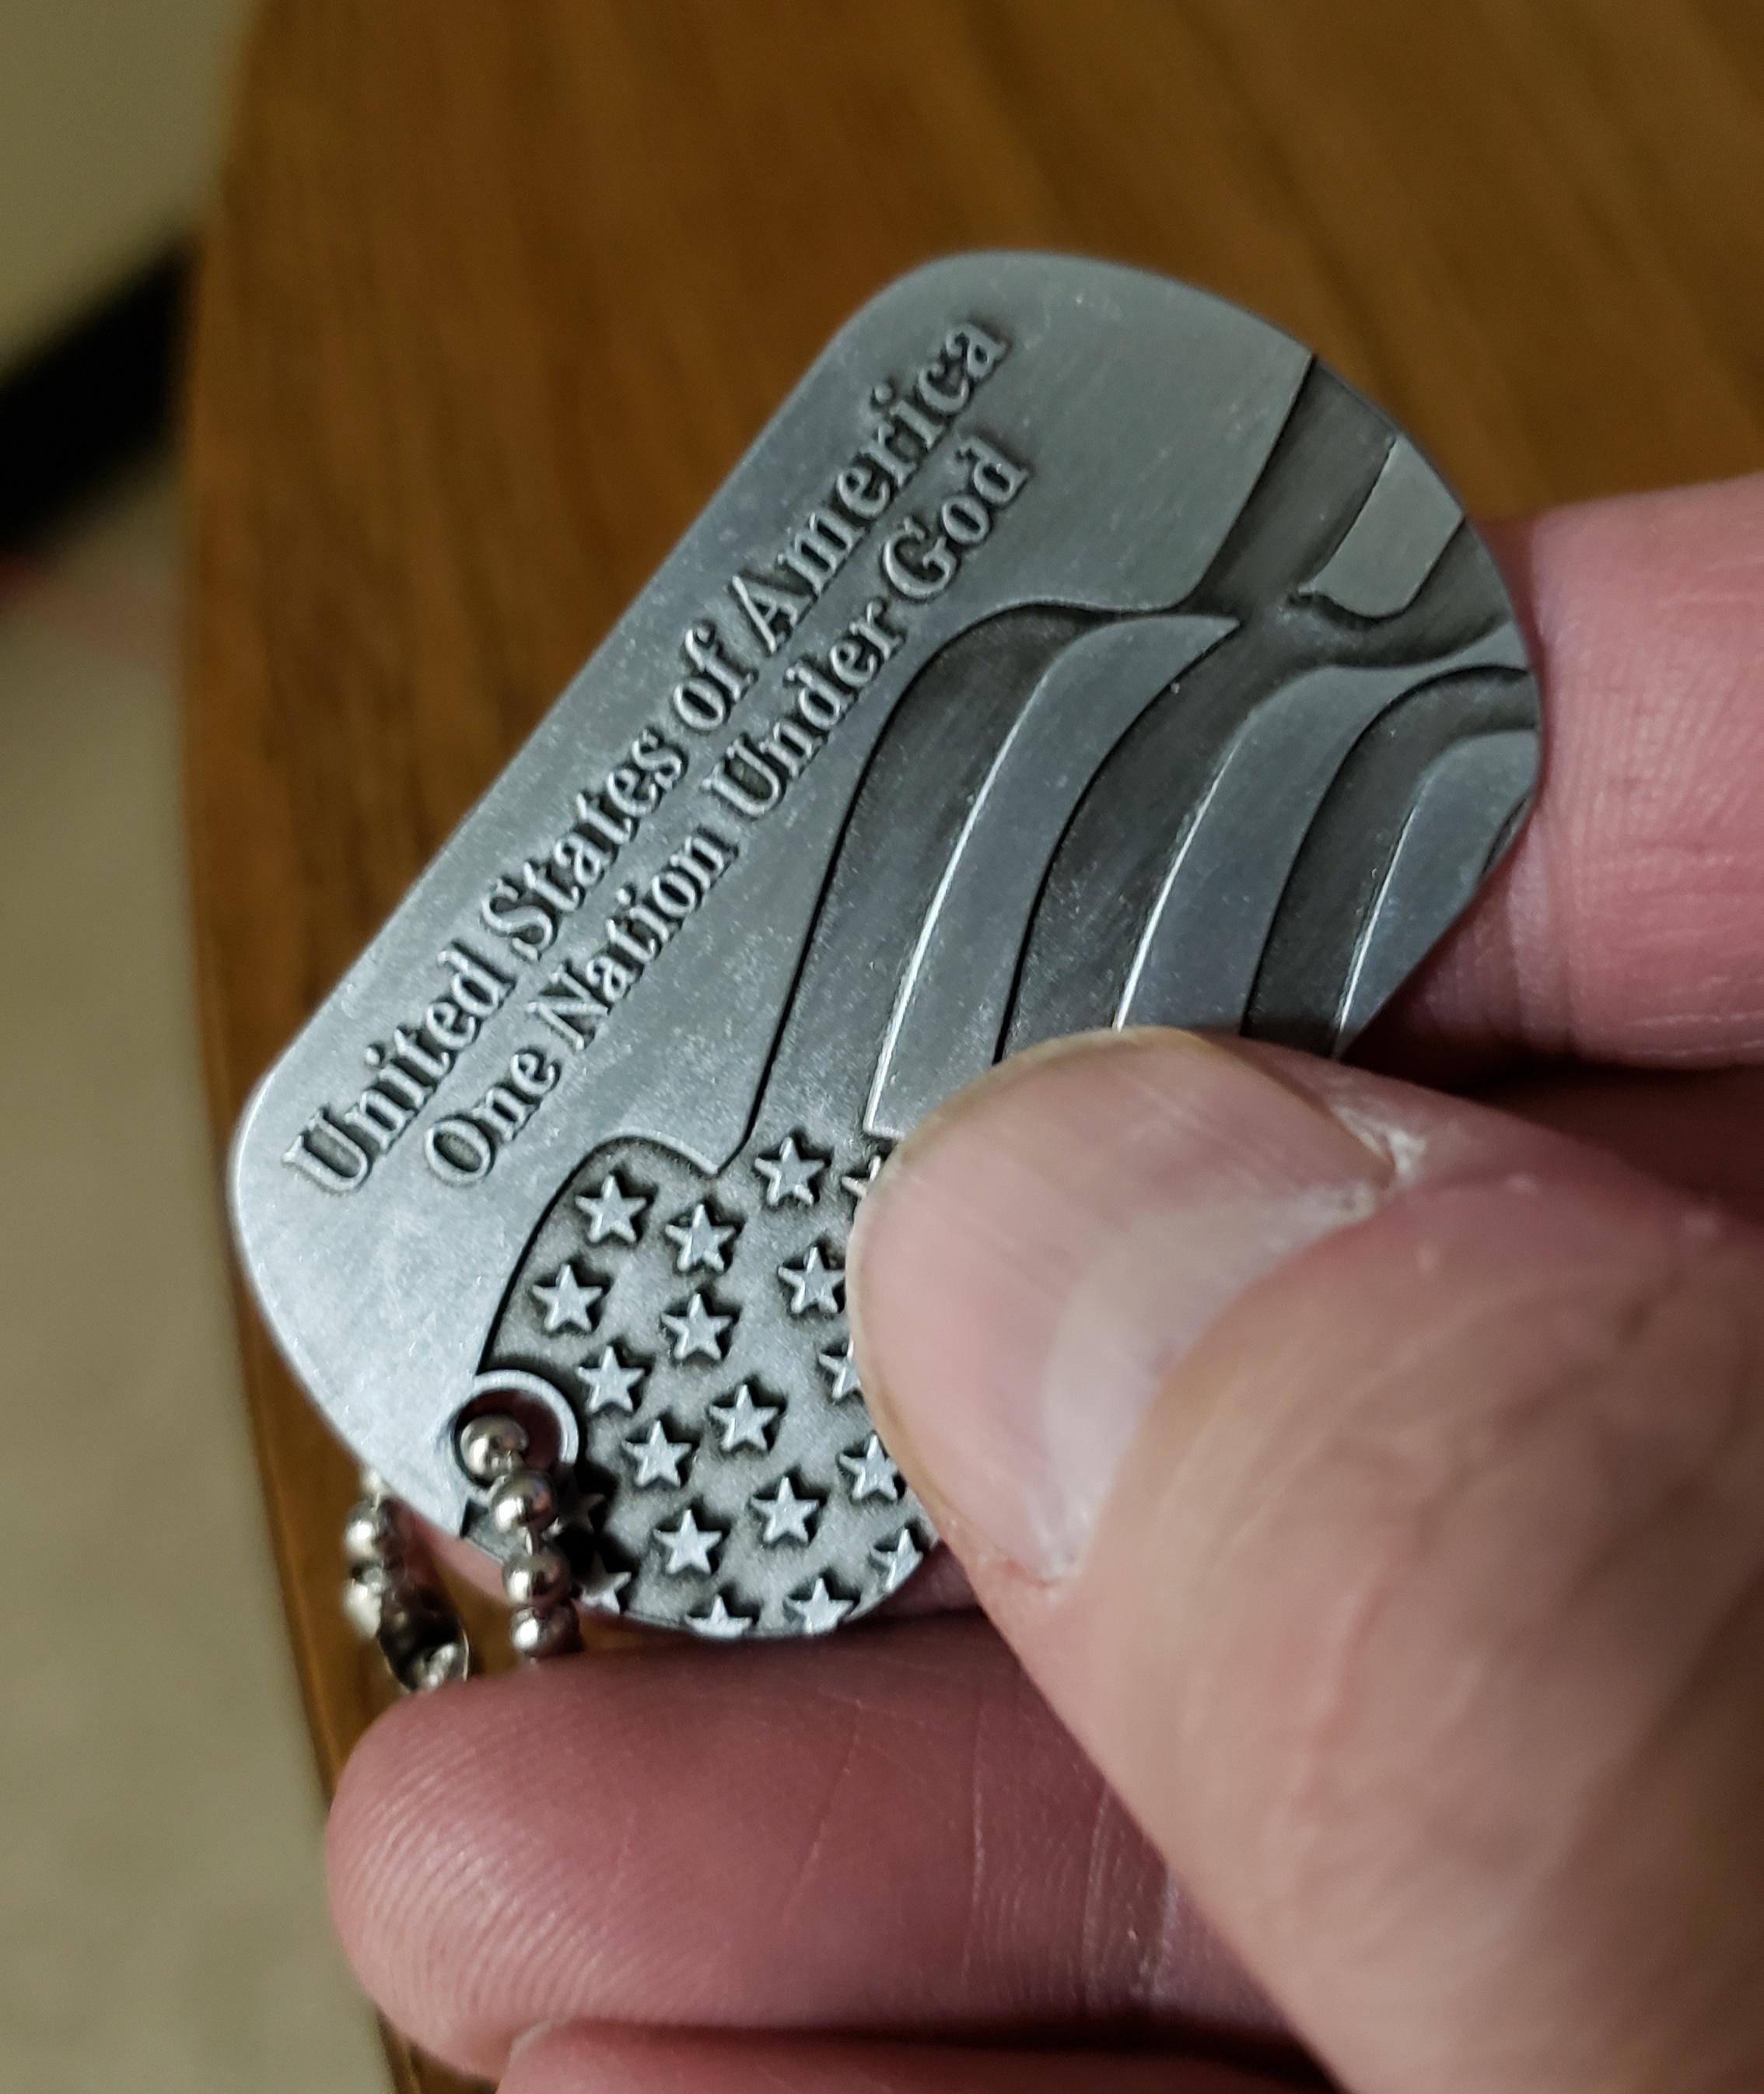 United States of America
One Nation Under God